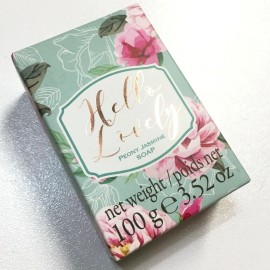 Hello
Lovely
PEONY JASMINE
SOAP
net weight/poids net
100 g ℮ 3.52 oz